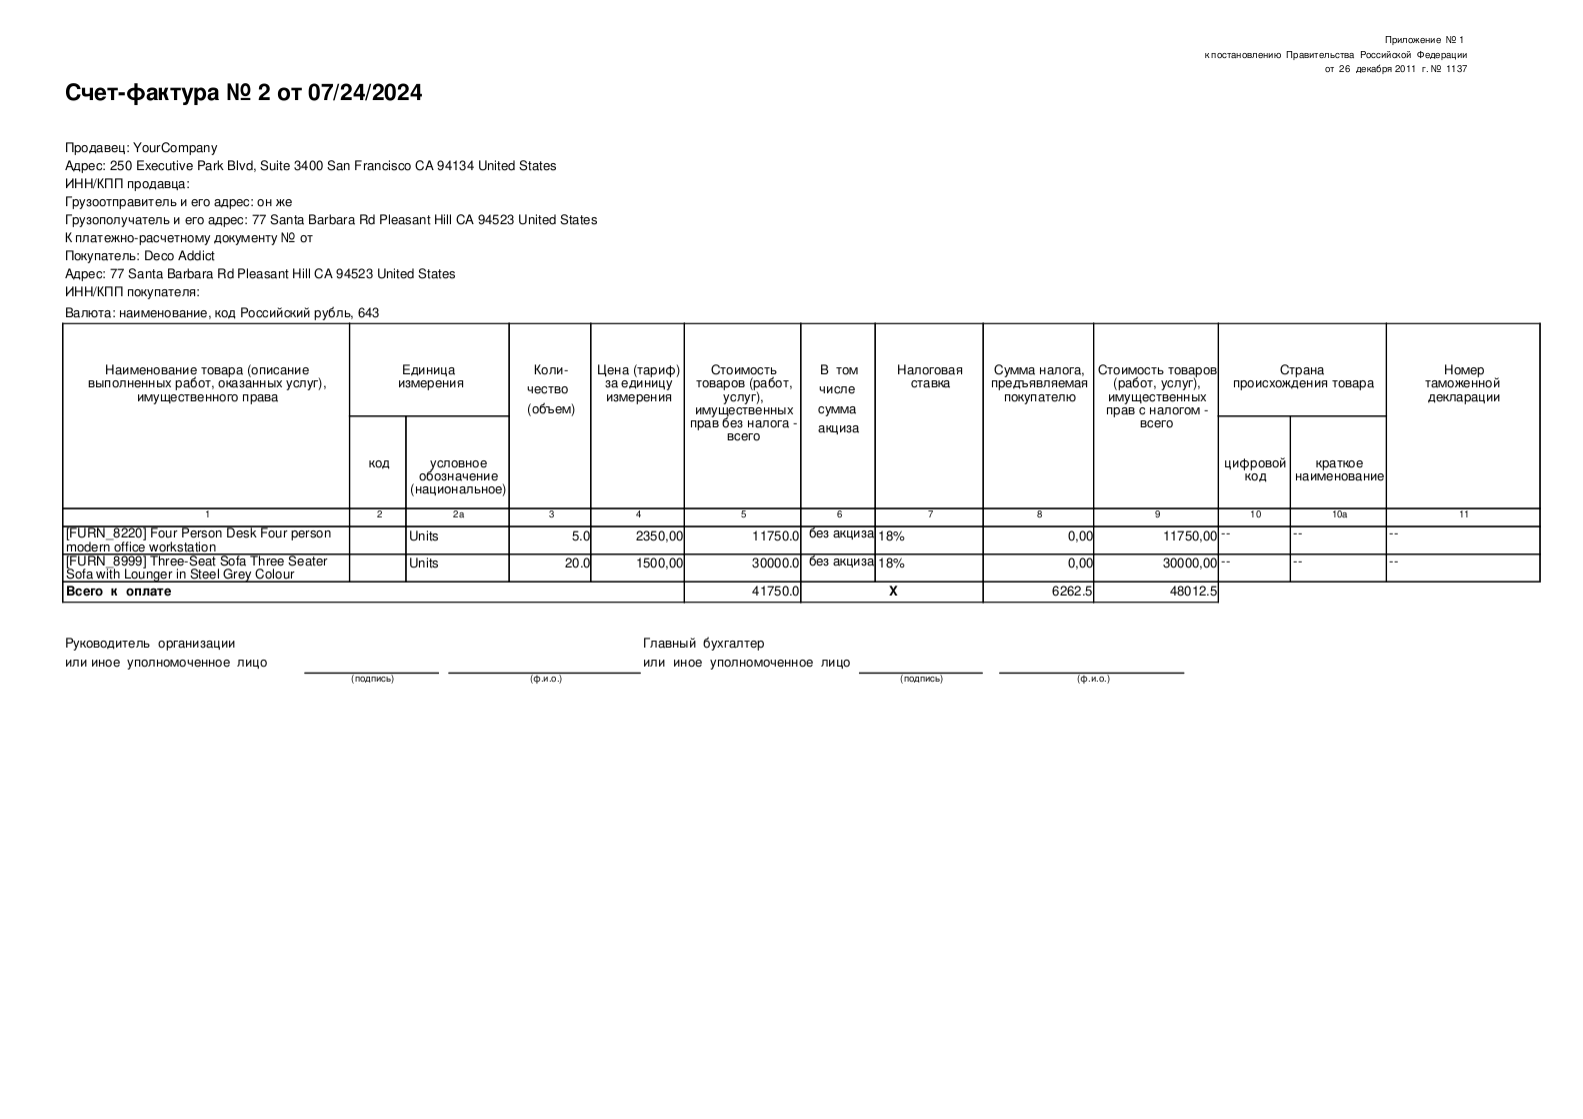 Приложение № 1
к постановлению Правительства Российской Федерации
от 26 декабря 2011 г. № 1137
Счет-фактура № 2 от 07/24/2024
Продавец: YourCompany
Адрес: 250 Executive Park Blvd, Suite 3400 San Francisco CA 94134 United States
ИНН/КПП продавца:
Грузоотправитель и его адрес: он же
Грузополучатель и его адрес: 77 Santa Barbara Rd Pleasant Hill CA 94523 United States
К платежно-расчетному документу № от
Покупатель: Deco Addict
Адрес: 77 Santa Barbara Rd Pleasant Hill CA 94523 United States
ИНН/КПП покупателя:
Валюта: наименование, код Российский рубль, 643
Наименование товара (описание
выполненных работ, оказанных услуг),
имущественного права
Единица
измерения
код
условное
обозначение
(национальное)
Коли-
чество
(объем)
Цена (тариф)
за единицу
измерения
Стоимость
товаров (работ,
услуг),
имущественных
прав без налога -
всего
В том
числе
сумма
акциза
Налоговая
ставка
Сумма налога,
предъявляемая
покупателю
Стоимость товаров
(работ, услуг),
имущественных
прав с налогом -
всего
Страна
происхождения товара
цифровой
код
краткое
наименование
Номер
таможенной
декларации
1 2 2а 3 4 5 6 7 8 9 10 10а 11
[FURN_8220] Four Person Desk Four person
modern office workstation
Units 5.0 2350,00 11750.0 без акциза 18% 0,00 11750,00 -- -- --
[FURN_8999] Three-Seat Sofa Three Seater
Sofa with Lounger in Steel Grey Colour
Units 20.0 1500,00 30000.0 без акциза 18% 0,00 30000,00 -- -- --
Всего к оплате 41750.0 X 6262.5 48012.5
Руководитель организации
или иное уполномоченное лицо
(подпись) (ф.и.о.)
Главный бухгалтер
или иное уполномоченное лицо
(подпись) (ф.и.о.)